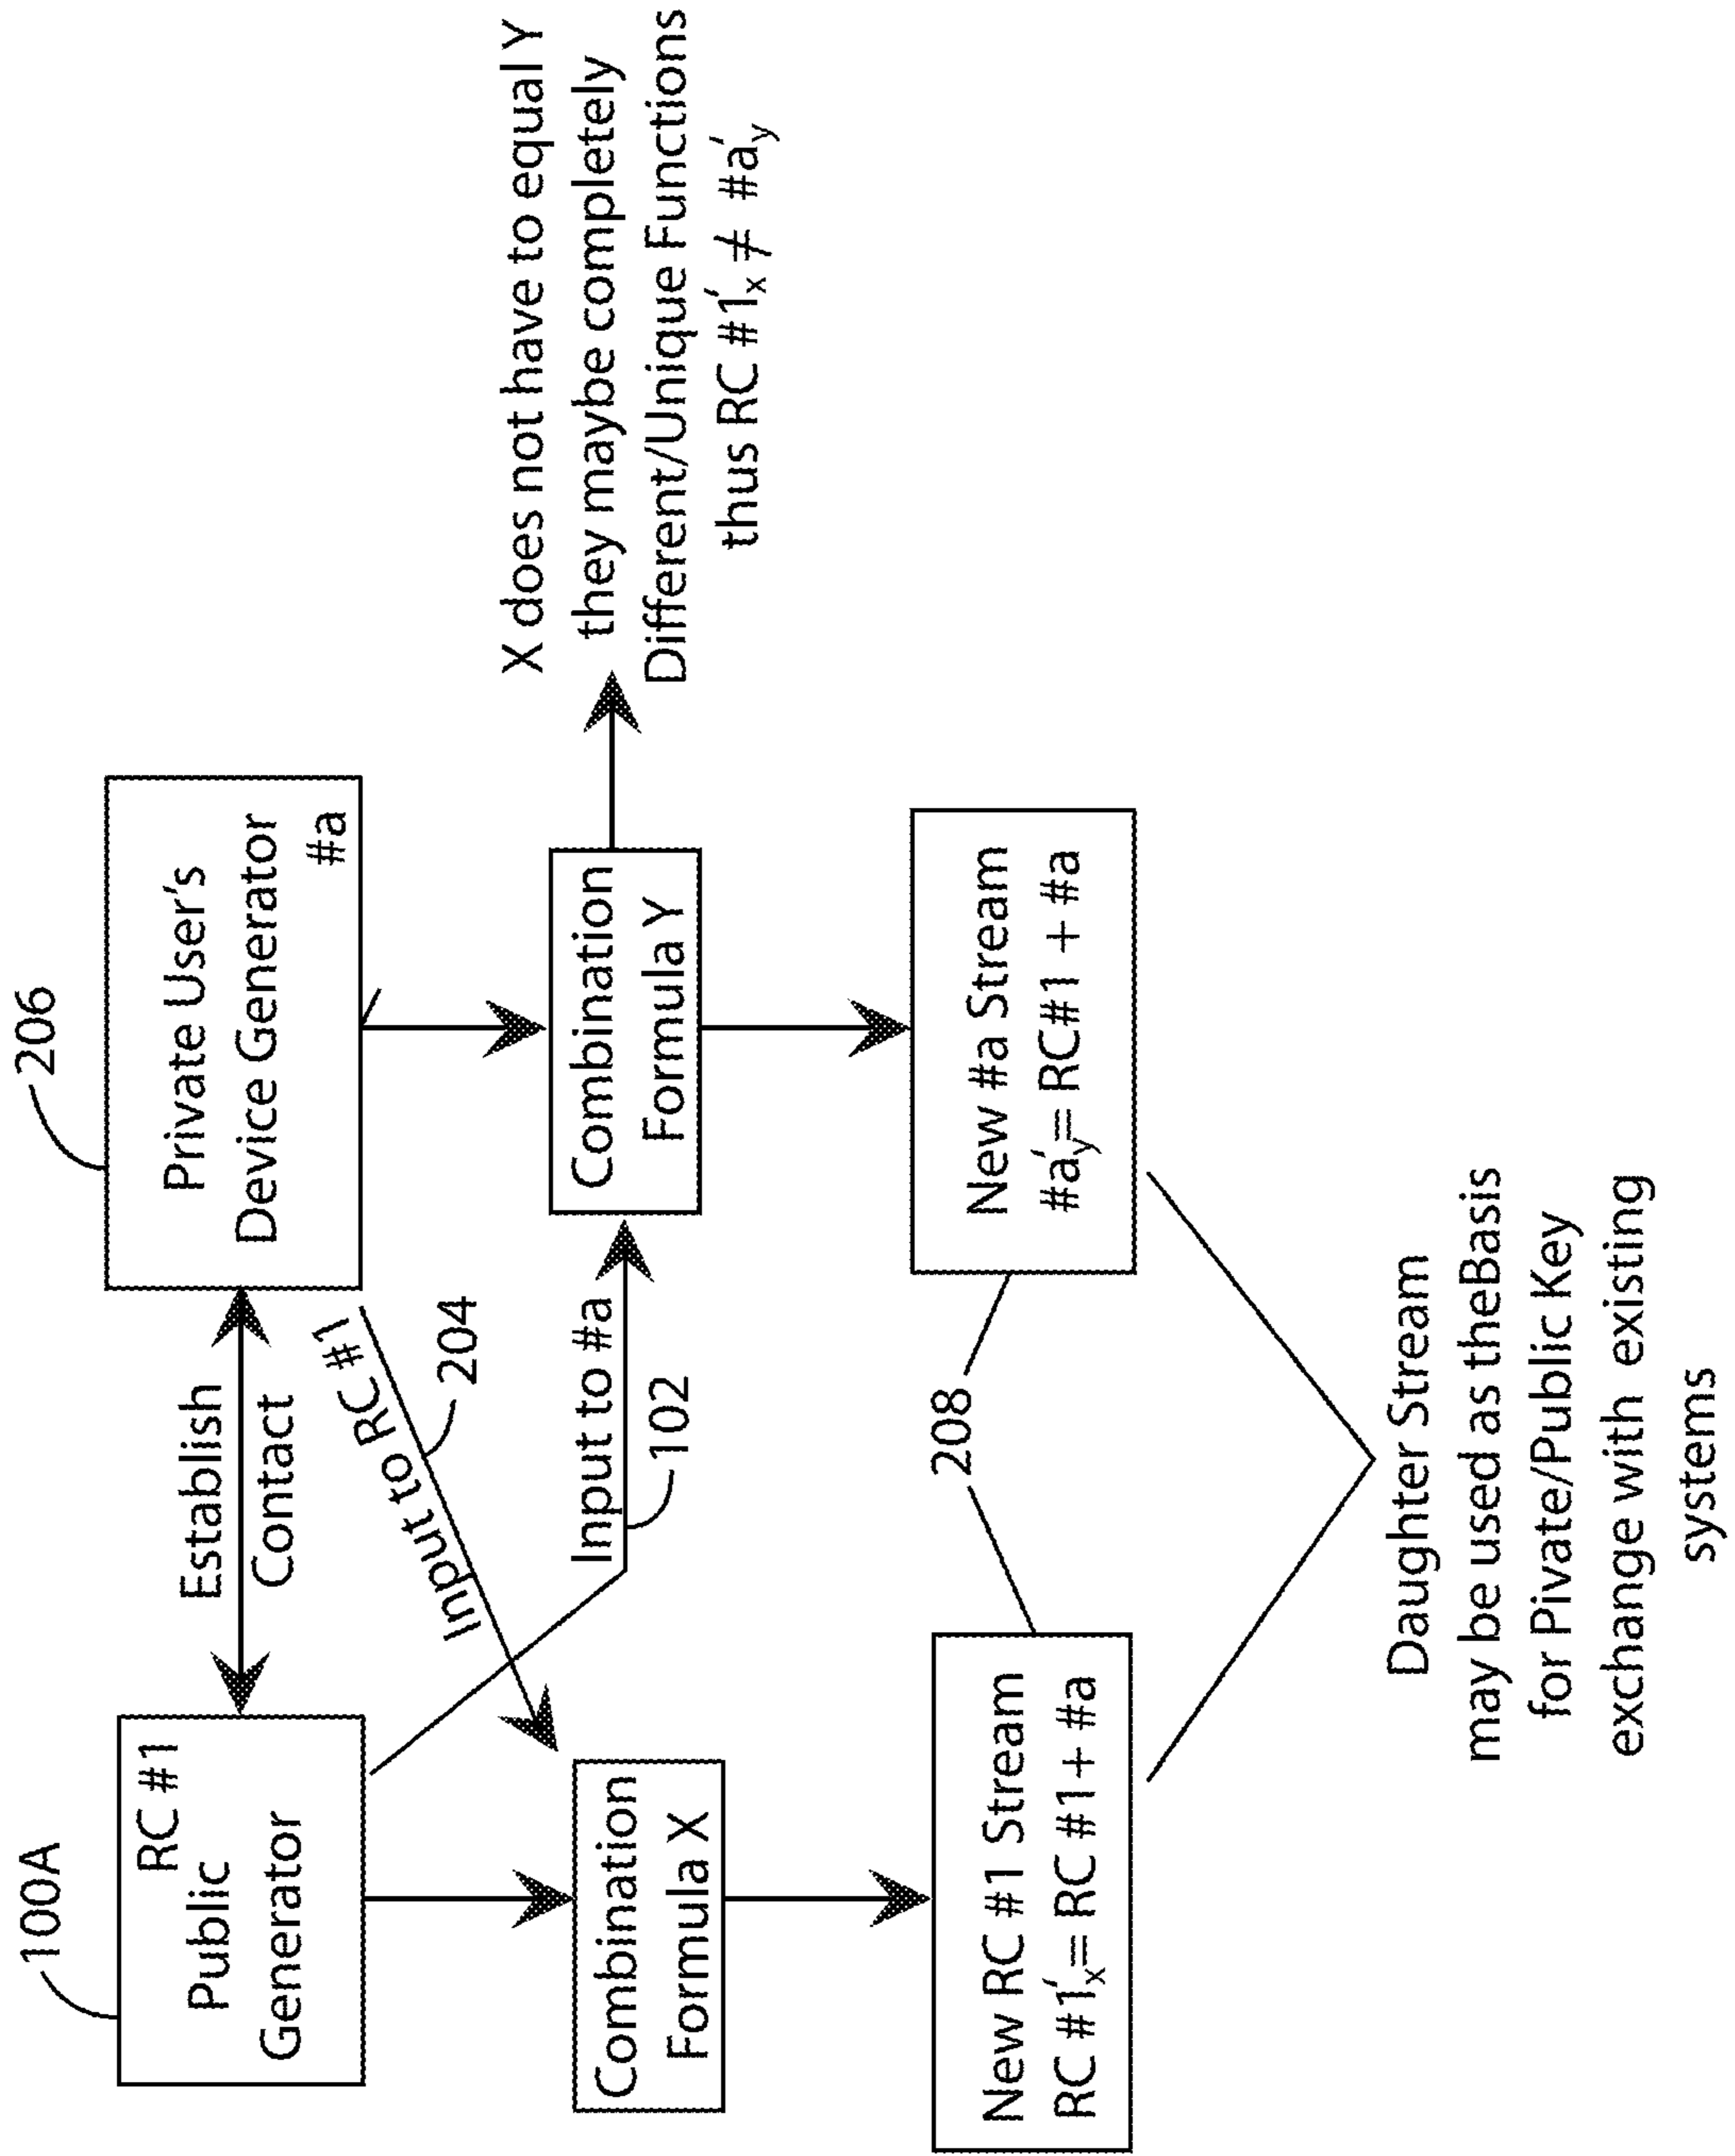 100A
RC #1
Public
Generator
Establish
Contact
206
Private User's
Device Generator
#a
Input to RC #1
204
Input to #a
102
Combination
Formula X
Combination
Formula Y
X does not have to equal Y
they maybe completely
Different/Unique Functions
thus RC #1'ₓ ≠ #a'ᵧ
New RC #1 Stream
RC #1'ₓ = RC #1 + #a
208
New #a Stream
#a'ᵧ = RC#1 + #a
Daughter Stream
may be used as theBasis
for Pivate/Public Key
exchange with existing
systems